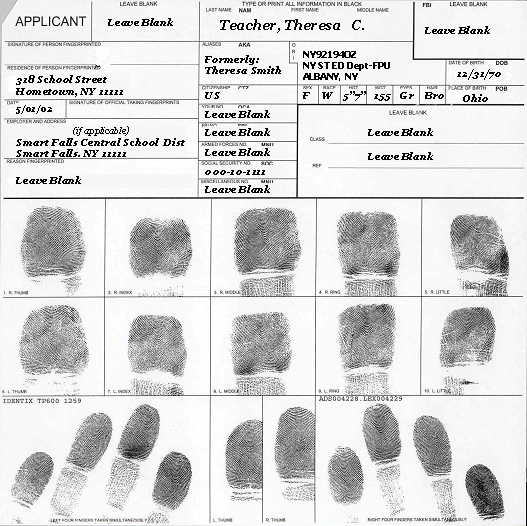 APPLICANT
LEAVE BLANK
Leave Blank
TYPE OR PRINT ALL INFORMATION IN BLACK
LAST NAME NAM FIRST NAME MIDDLE NAME
Teacher, Theresa C.
FBI LEAVE BLANK
Leave Blank
SIGNATURE OF PERSON FINGERPRINTED
ALIASES AKA
Formerly:
Theresa Smith
O
R
I
NY92194OZ
NY ST ED Dept-FPU
ALBANY, NY
RESIDENCE OF PERSON FINGERPRINTED
318 School Street
Hometown, NY 11111
DATE OF BIRTH DOB
12/31/70
CITIZENSHIP CTZ
US
SEX RACE HGT WGT EYES HAIR PLACE OF BIRTH POB
F W 5"7" 155 Gr Bro Ohio
DATE SIGNATURE OF OFFICIAL TAKING FINGERPRINTS
5/01/02
YOUR NO. OCA
Leave Blank
LEAVE BLANK
EMPLOYER AND ADDRESS
(if applicable)
Smart Falls Central School Dist
Smart Falls. NY 11111
Leave Blank
CLASS Leave Blank
ARMED FORCES NO. MNU
Leave Blank
REF Leave Blank
REASON FINGERPRINTED
Leave Blank
SOCIAL SECURITY NO. SOC
000-10-1111
MISCELLANEOUS NO. MNU
Leave Blank
1. R. THUMB
2. R. INDEX
3. R. MIDDLE
4. R. RING
5. R. LITTLE
6. L. THUMB
7. L. INDEX
8. L. MIDDLE
9. L. RING
10. L. LITTLE
IDENTIX TP600 1259
ADS004228.LEX004229
LEFT FOUR FINGERS TAKEN SIMULTANEOUSLY
L. THUMB
R. THUMB
RIGHT FOUR FINGERS TAKEN SIMULTANEOUSLY